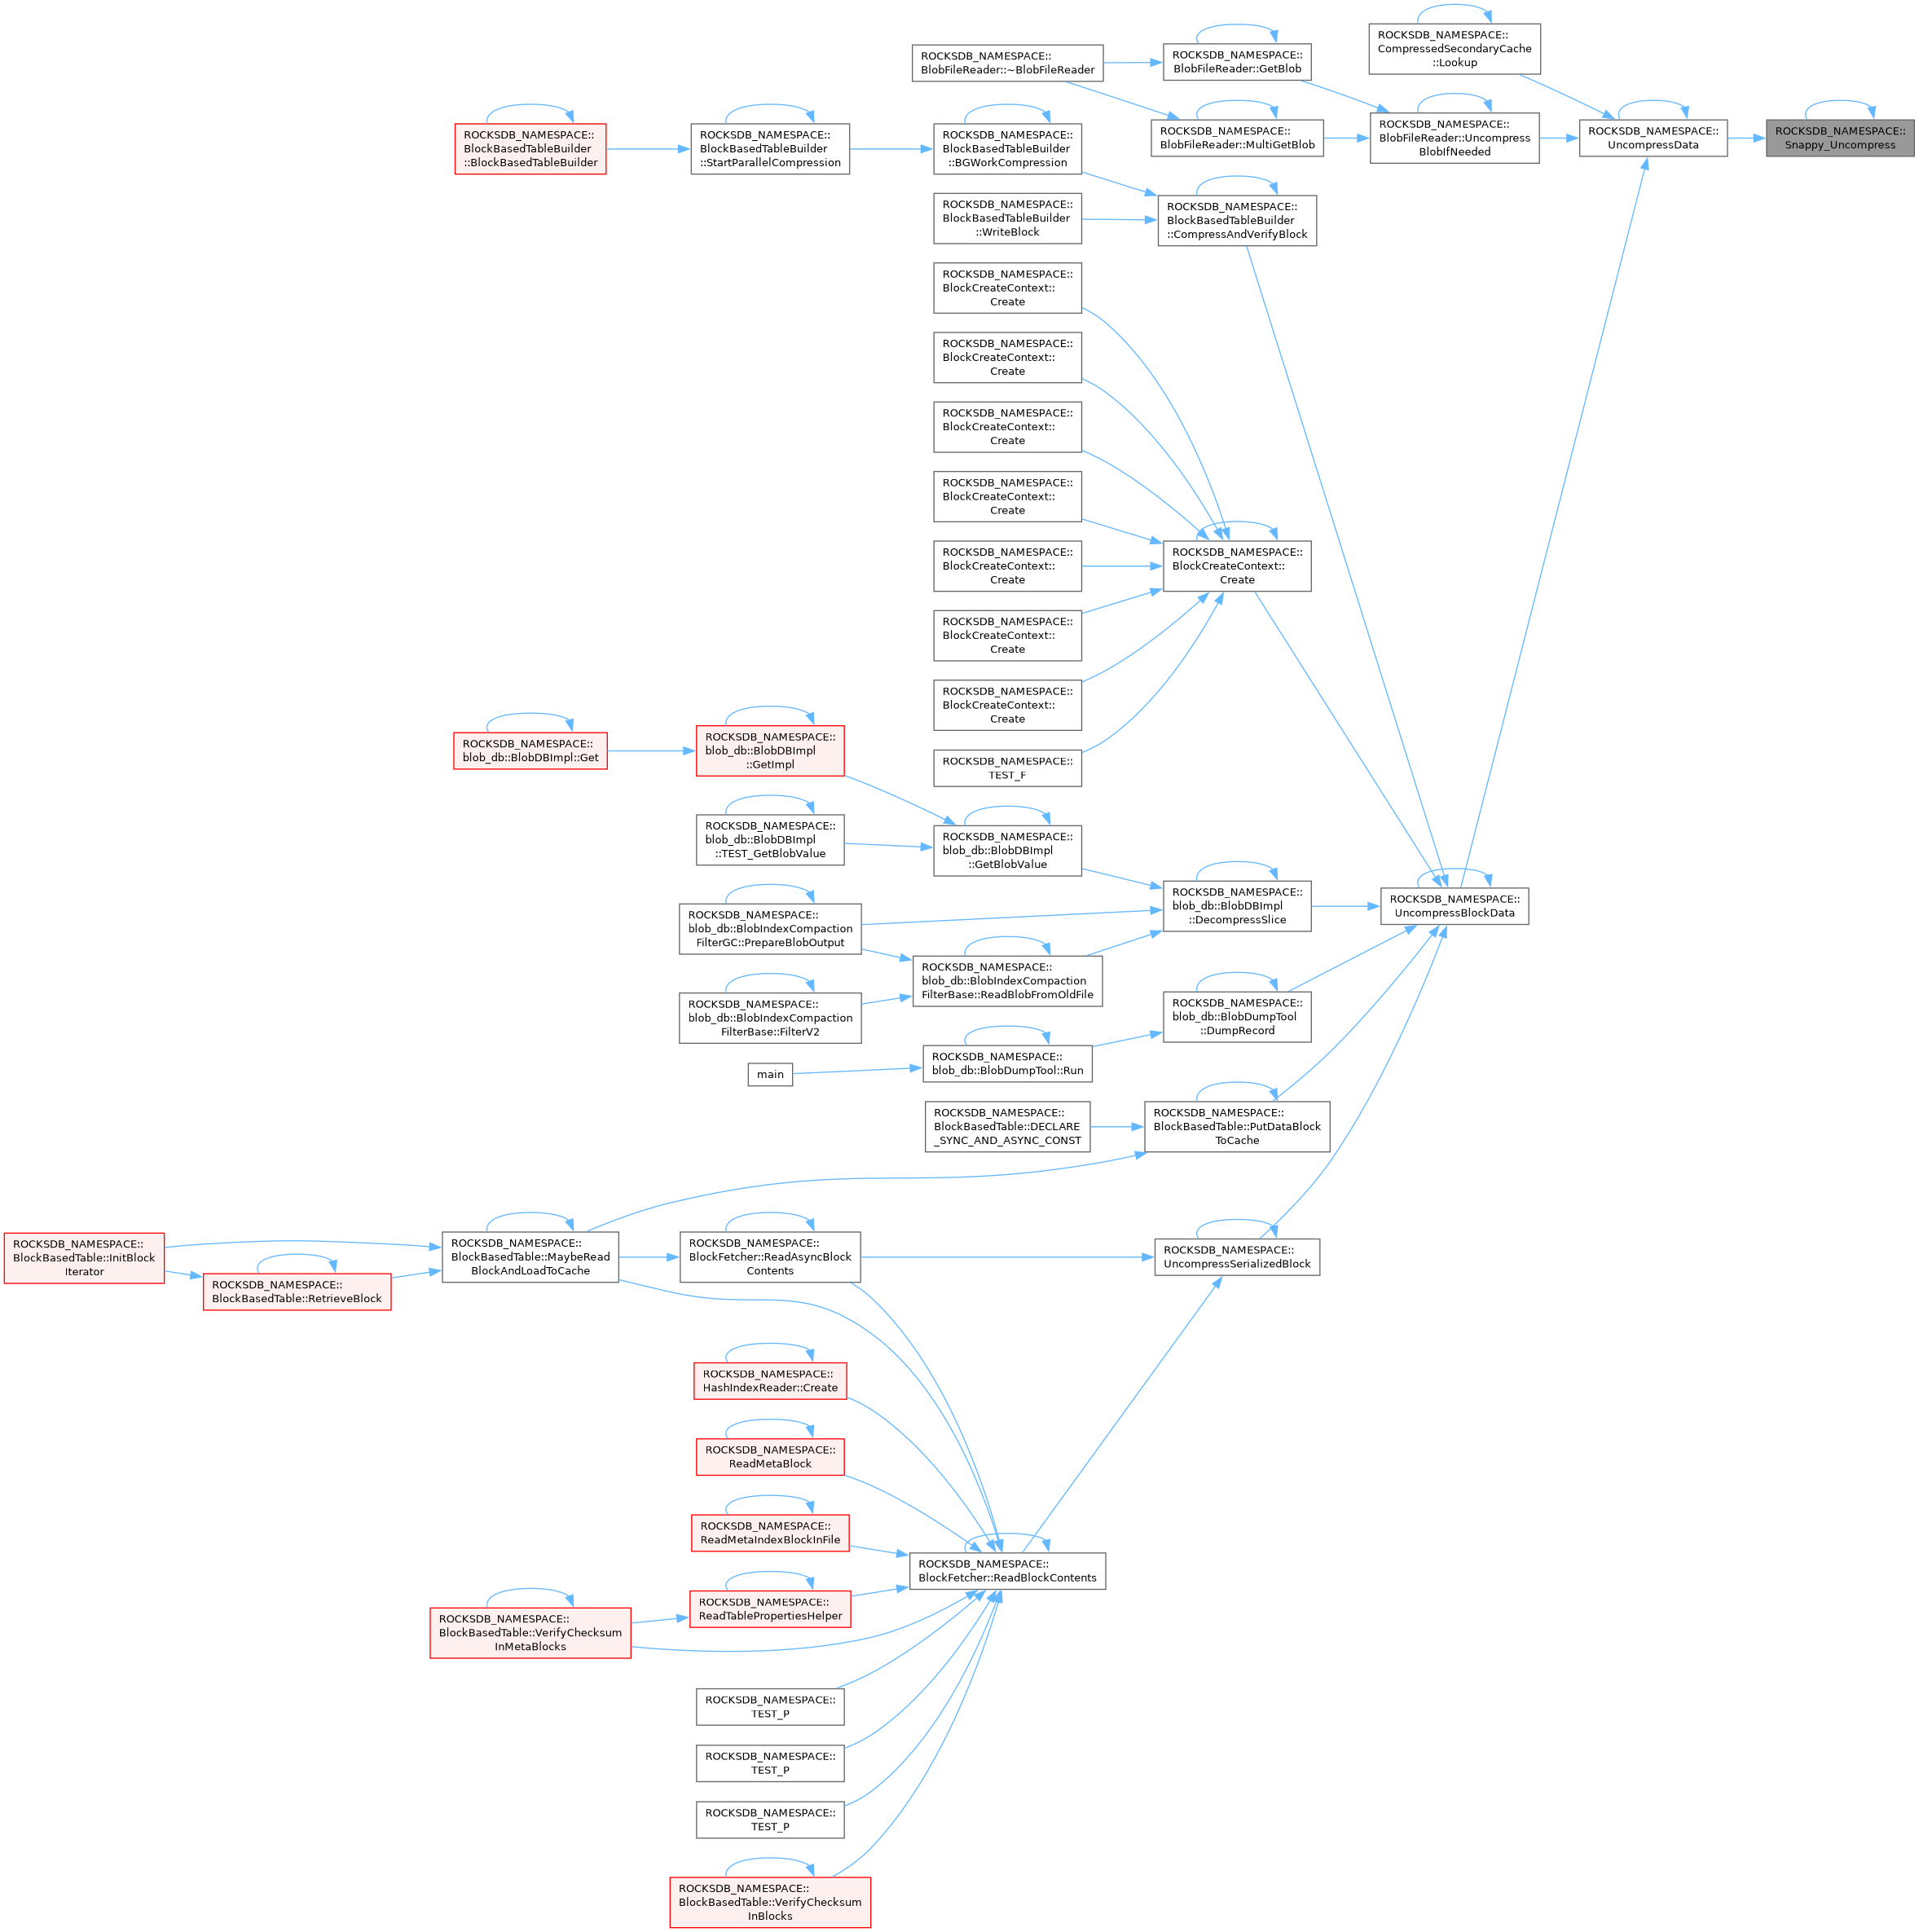 ROCKSDB_NAMESPACE::
CompressedSecondaryCache
::Lookup
ROCKSDB_NAMESPACE::
BlobFileReader::~BlobFileReader
ROCKSDB_NAMESPACE::
BlobFileReader::GetBlob
ROCKSDB_NAMESPACE::
BlockBasedTableBuilder
::BlockBasedTableBuilder
ROCKSDB_NAMESPACE::
BlockBasedTableBuilder
::StartParallelCompression
ROCKSDB_NAMESPACE::
BlockBasedTableBuilder
::BGWorkCompression
ROCKSDB_NAMESPACE::
BlobFileReader::MultiGetBlob
ROCKSDB_NAMESPACE::
BlobFileReader::Uncompress
BlobIfNeeded
ROCKSDB_NAMESPACE::
UncompressData
ROCKSDB_NAMESPACE::
Snappy_Uncompress
ROCKSDB_NAMESPACE::
BlockBasedTableBuilder
::WriteBlock
ROCKSDB_NAMESPACE::
BlockBasedTableBuilder
::CompressAndVerifyBlock
ROCKSDB_NAMESPACE::
BlockCreateContext::
Create
ROCKSDB_NAMESPACE::
BlockCreateContext::
Create
ROCKSDB_NAMESPACE::
BlockCreateContext::
Create
ROCKSDB_NAMESPACE::
BlockCreateContext::
Create
ROCKSDB_NAMESPACE::
BlockCreateContext::
Create
ROCKSDB_NAMESPACE::
BlockCreateContext::
Create
ROCKSDB_NAMESPACE::
BlockCreateContext::
Create
ROCKSDB_NAMESPACE::
BlockCreateContext::
Create
ROCKSDB_NAMESPACE::
TEST_F
ROCKSDB_NAMESPACE::
blob_db::BlobDBImpl::Get
ROCKSDB_NAMESPACE::
blob_db::BlobDBImpl
::GetImpl
ROCKSDB_NAMESPACE::
blob_db::BlobDBImpl
::TEST_GetBlobValue
ROCKSDB_NAMESPACE::
blob_db::BlobDBImpl
::GetBlobValue
ROCKSDB_NAMESPACE::
blob_db::BlobDBImpl
::DecompressSlice
ROCKSDB_NAMESPACE::
UncompressBlockData
ROCKSDB_NAMESPACE::
blob_db::BlobIndexCompaction
FilterGC::PrepareBlobOutput
ROCKSDB_NAMESPACE::
blob_db::BlobIndexCompaction
FilterBase::ReadBlobFromOldFile
ROCKSDB_NAMESPACE::
blob_db::BlobIndexCompaction
FilterBase::FilterV2
ROCKSDB_NAMESPACE::
blob_db::BlobDumpTool
::DumpRecord
main
ROCKSDB_NAMESPACE::
blob_db::BlobDumpTool::Run
ROCKSDB_NAMESPACE::
BlockBasedTable::DECLARE
_SYNC_AND_ASYNC_CONST
ROCKSDB_NAMESPACE::
BlockBasedTable::PutDataBlock
ToCache
ROCKSDB_NAMESPACE::
BlockBasedTable::InitBlock
Iterator
ROCKSDB_NAMESPACE::
BlockBasedTable::RetrieveBlock
ROCKSDB_NAMESPACE::
BlockBasedTable::MaybeRead
BlockAndLoadToCache
ROCKSDB_NAMESPACE::
BlockFetcher::ReadAsyncBlock
Contents
ROCKSDB_NAMESPACE::
UncompressSerializedBlock
ROCKSDB_NAMESPACE::
HashIndexReader::Create
ROCKSDB_NAMESPACE::
ReadMetaBlock
ROCKSDB_NAMESPACE::
ReadMetaIndexBlockInFile
ROCKSDB_NAMESPACE::
BlockFetcher::ReadBlockContents
ROCKSDB_NAMESPACE::
ReadTablePropertiesHelper
ROCKSDB_NAMESPACE::
BlockBasedTable::VerifyChecksum
InMetaBlocks
ROCKSDB_NAMESPACE::
TEST_P
ROCKSDB_NAMESPACE::
TEST_P
ROCKSDB_NAMESPACE::
TEST_P
ROCKSDB_NAMESPACE::
BlockBasedTable::VerifyChecksum
InBlocks